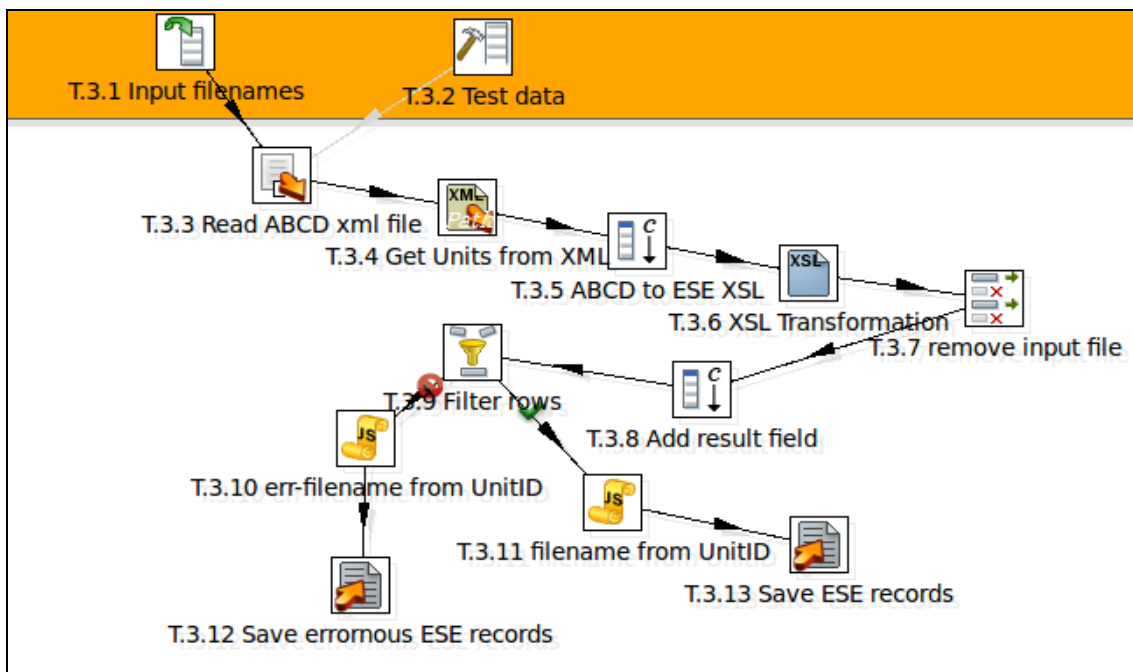 T.3.1 Input filenames
T.3.2 Test data
T.3.3 Read ABCD xml file
XML
Path
T.3.4 Get Units from XML
C
T.3.5 ABCD to ESE XSL
XSL
T.3.6 XSL Transformation
T.3.7 remove input file
C
T.3.8 Add result field
T.3.9 Filter rows
JS
T.3.10 err-filename from UnitID
JS
T.3.11 filename from UnitID
T.3.13 Save ESE records
T.3.12 Save errornous ESE records